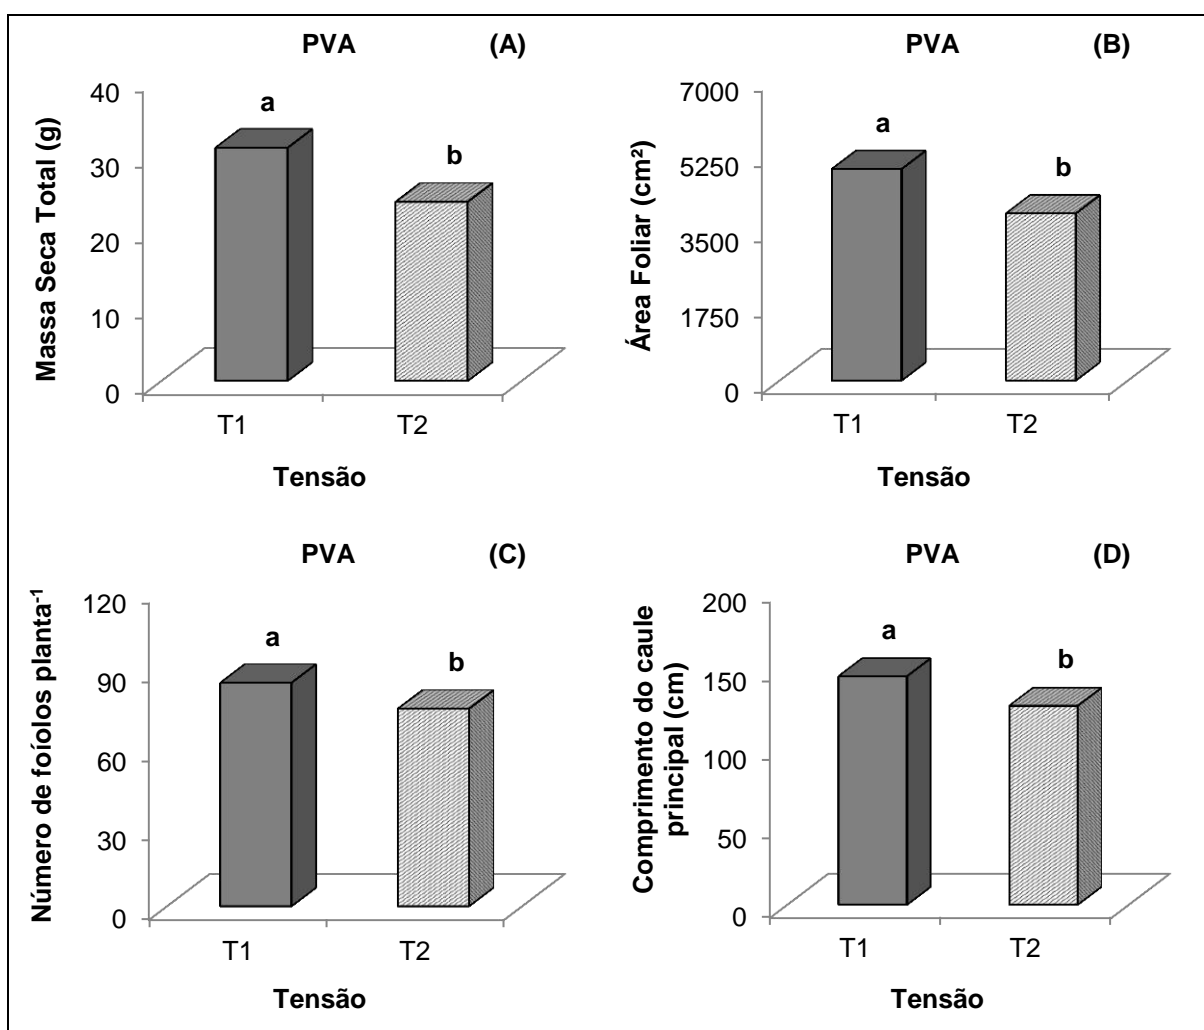 PVA (A)
Massa Seca Total (g)
40
30
20
10
0
a
b
T1 T2
Tensão
PVA (B)
Área Foliar (cm²)
7000
5250
3500
1750
0
a
b
T1 T2
Tensão
PVA (C)
Número de foíolos planta⁻¹
120
90
60
30
0
a
b
T1 T2
Tensão
PVA (D)
Comprimento do caule
principal (cm)
200
150
100
50
0
a
b
T1 T2
Tensão